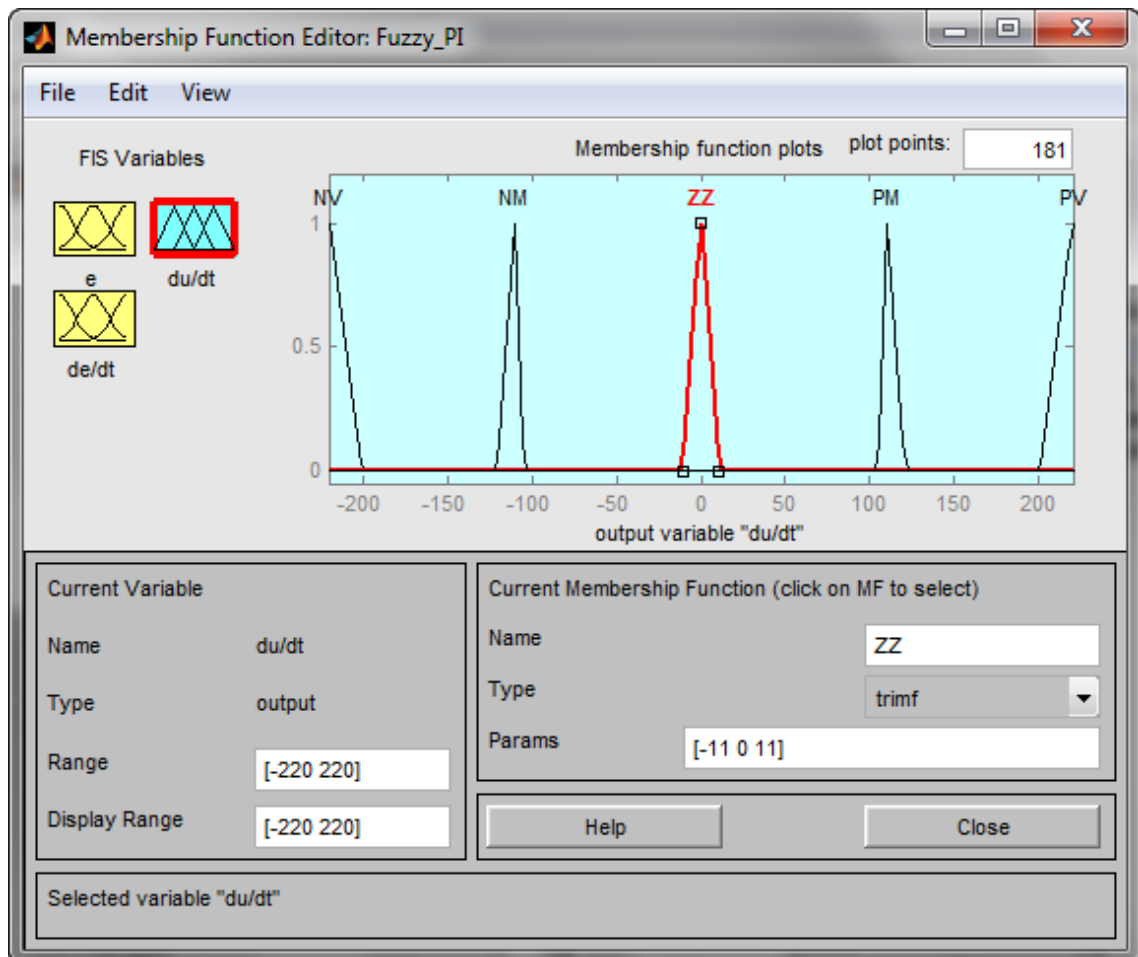 Membership Function Editor: Fuzzy_PI
File Edit View
FIS Variables
Membership function plots plot points: 181
e
du/dt
de/dt
NV NM ZZ PM PV
1
0.5
0
-200 -150 -100 -50 0 50 100 150 200
output variable "du/dt"
Current Variable
Name du/dt
Type output
Range [-220 220]
Display Range [-220 220]
Current Membership Function (click on MF to select)
Name ZZ
Type trimf
Params [-11 0 11]
Help Close
Selected variable "du/dt"